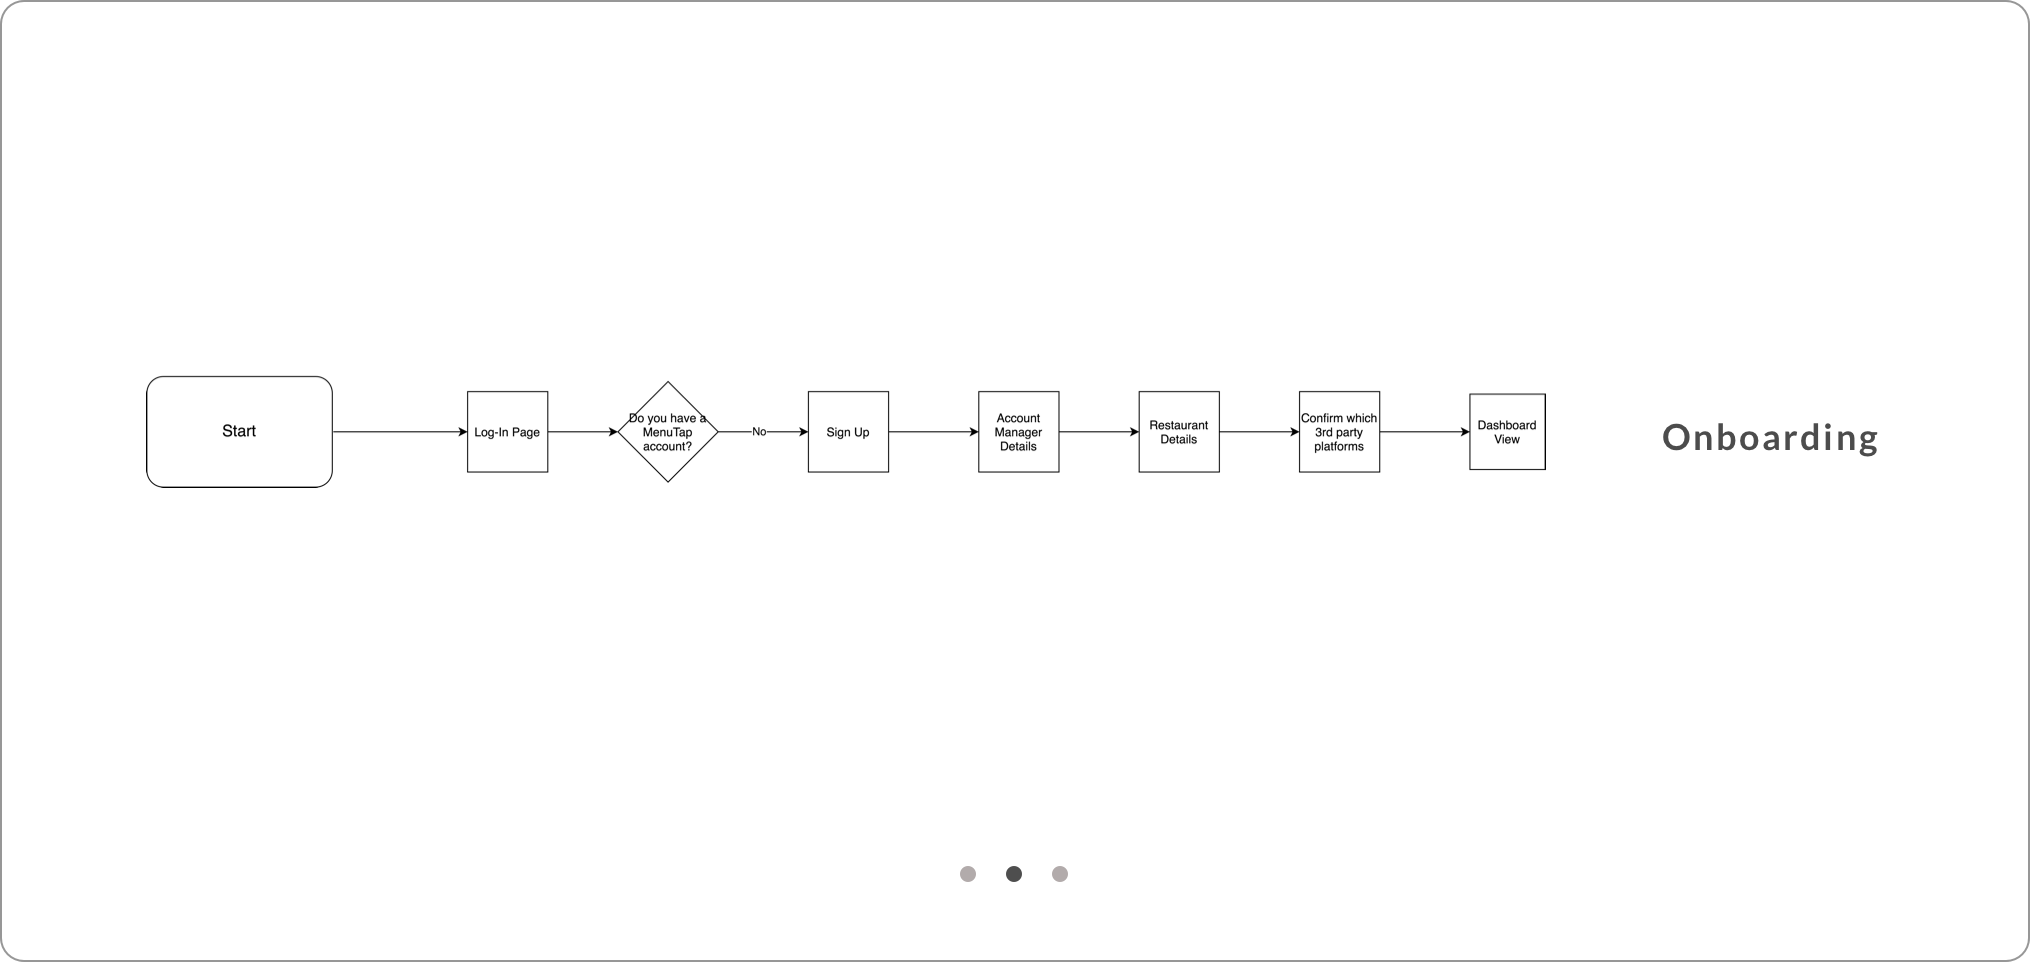 Start
Log-In Page
Do you have a
MenuTap
account?
No
Sign Up
Account
Manager
Details
Restaurant
Details
Confirm which
3rd party
platforms
Dashboard
View
Onboarding